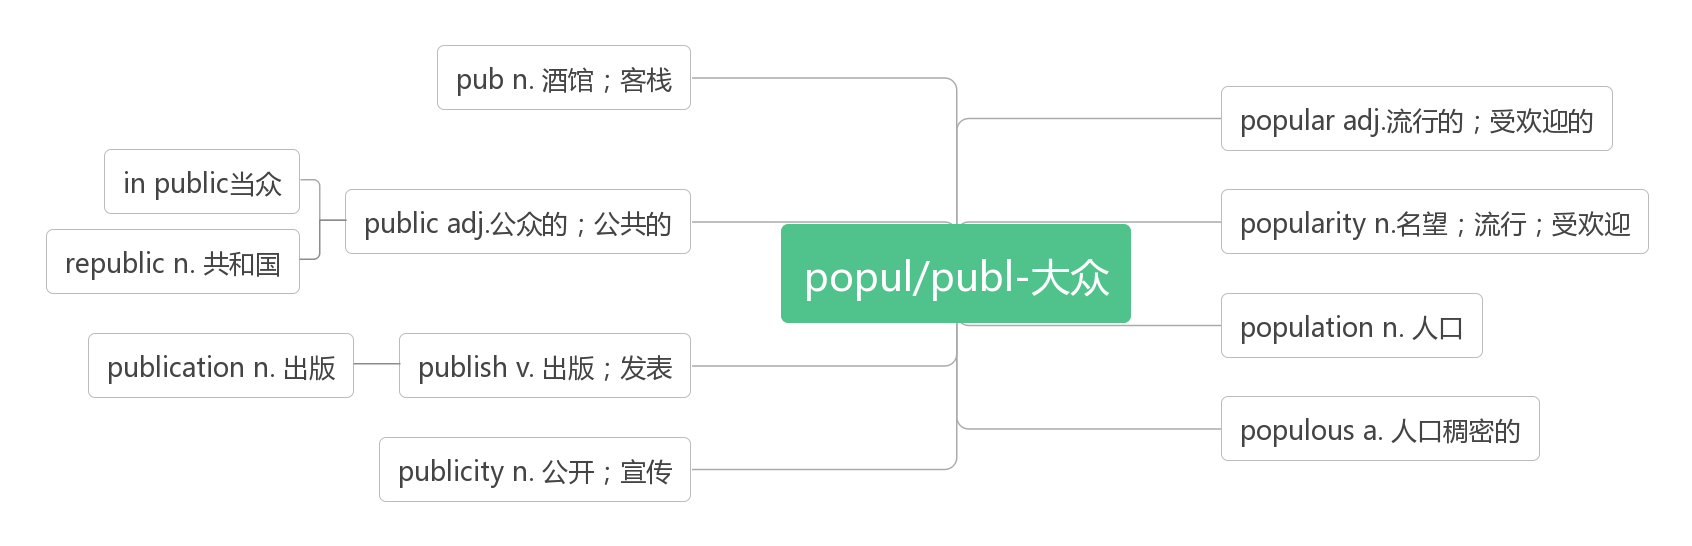 popul/publ-大众
popular adj.流行的；受欢迎的
popularity n.名望；流行；受欢迎
population n. 人口
populous a. 人口稠密的
pub n. 酒馆；客栈
public adj.公众的；公共的
in public当众
republic n. 共和国
publish v. 出版；发表
publication n. 出版
publicity n. 公开；宣传